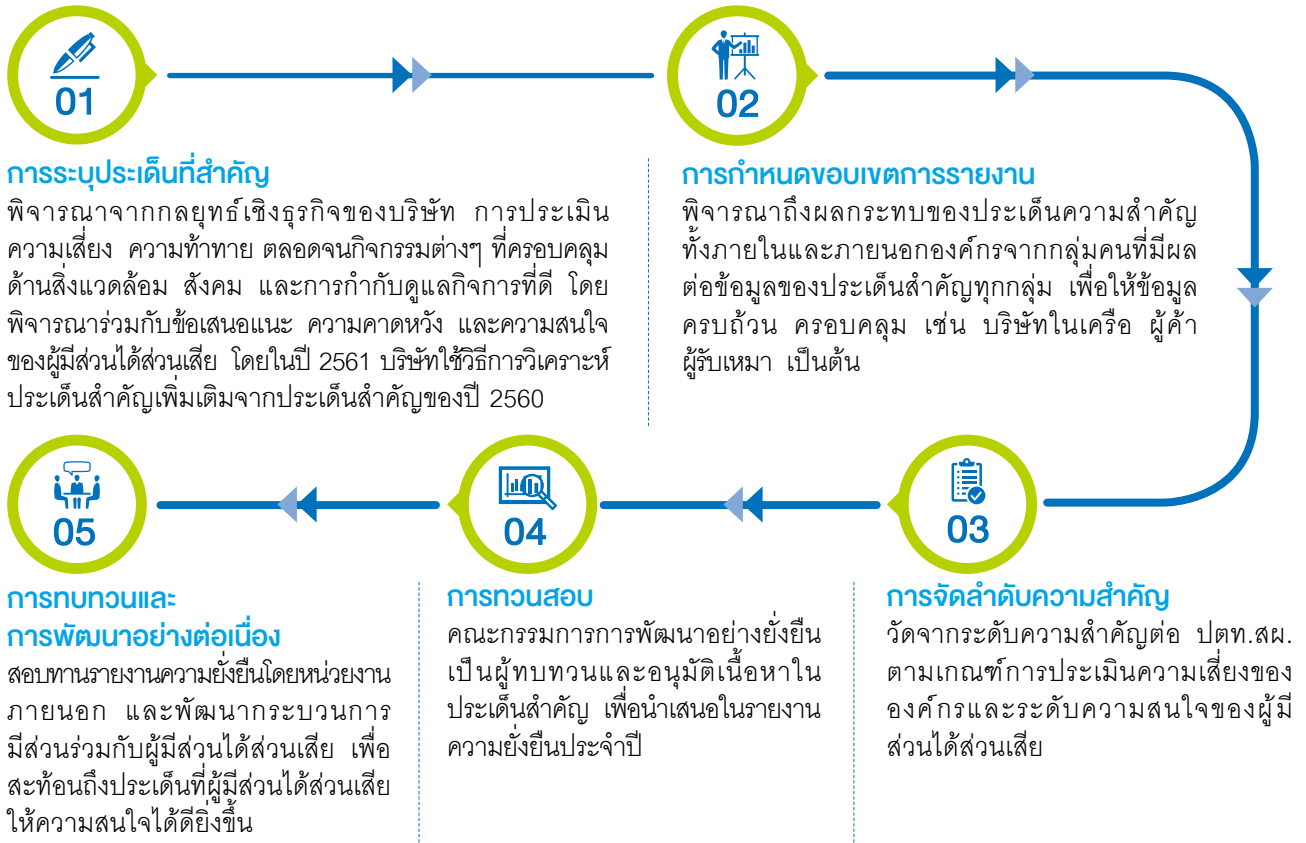 01
การระบุประเด็นที่สำคัญ
พิจารณาจากกลยุทธ์เชิงธุรกิจของบริษัท การประเมิน
ความเสี่ยง ความท้าทาย ตลอดจนกิจกรรมต่างๆ ที่ครอบคลุม
ด้านสิ่งแวดล้อม สังคม และการกำกับดูแลกิจการที่ดี โดย
พิจารณาร่วมกับข้อเสนอแนะ ความคาดหวัง และความสนใจ
ของผู้มีส่วนได้ส่วนเสีย โดยในปี 2561 บริษัทใช้วิธีการวิเคราะห์
ประเด็นสำคัญเพิ่มเติมจากประเด็นสำคัญของปี 2560
02
การกำหนดขอบเขตการรายงาน
พิจารณาถึงผลกระทบของประเด็นความสำคัญ
ทั้งภายในและภายนอกองค์กรจากกลุ่มคนที่มีผล
ต่อข้อมูลของประเด็นสำคัญทุกกลุ่ม เพื่อให้ข้อมูล
ครบถ้วน ครอบคลุม เช่น บริษัทในเครือ ผู้ค้า
ผู้รับเหมา เป็นต้น
03
การจัดลำดับความสำคัญ
วัดจากระดับความสำคัญต่อ ปตท.สผ.
ตามเกณฑ์การประเมินความเสี่ยงของ
องค์กรและระดับความสนใจของผู้มี
ส่วนได้ส่วนเสีย
04
การทวนสอบ
คณะกรรมการการพัฒนาอย่างยั่งยืน
เป็นผู้ทบทวนและอนุมัติเนื้อหาใน
ประเด็นสำคัญ เพื่อนำเสนอในรายงาน
ความยั่งยืนประจำปี
05
การทบทวนและ
การพัฒนาอย่างต่อเนื่อง
สอบทานรายงานความยั่งยืนโดยหน่วยงาน
ภายนอก และพัฒนากระบวนการ
มีส่วนร่วมกับผู้มีส่วนได้ส่วนเสีย เพื่อ
สะท้อนถึงประเด็นที่ผู้มีส่วนได้ส่วนเสีย
ให้ความสนใจได้ดียิ่งขึ้น